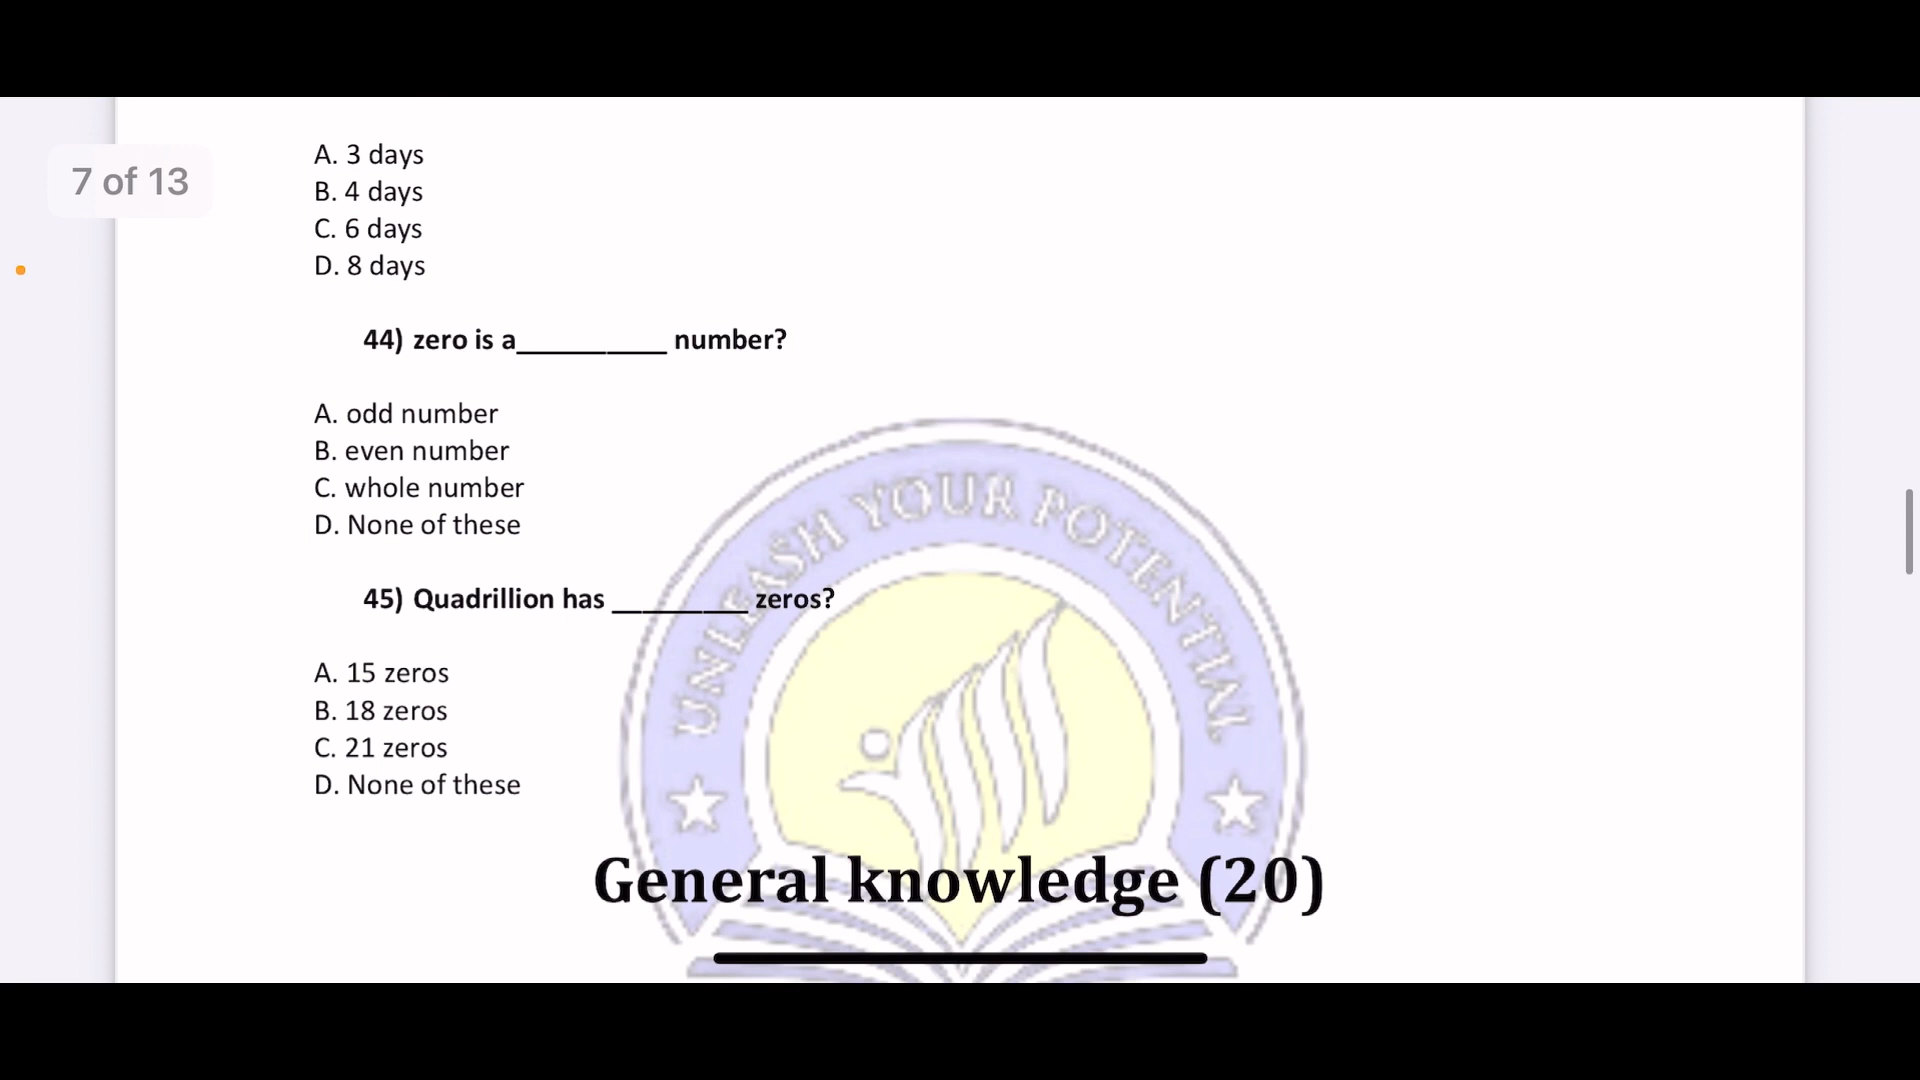 7 of 13
A. 3 days
B. 4 days
C. 6 days
D. 8 days
44) zero is a__________ number?
A. odd number
B. even number
C. whole number
D. None of these
45) Quadrillion has _________ zeros?
A. 15 zeros
B. 18 zeros
C. 21 zeros
D. None of these
UNLEASH YOUR POTENTIAL
General knowledge (20)